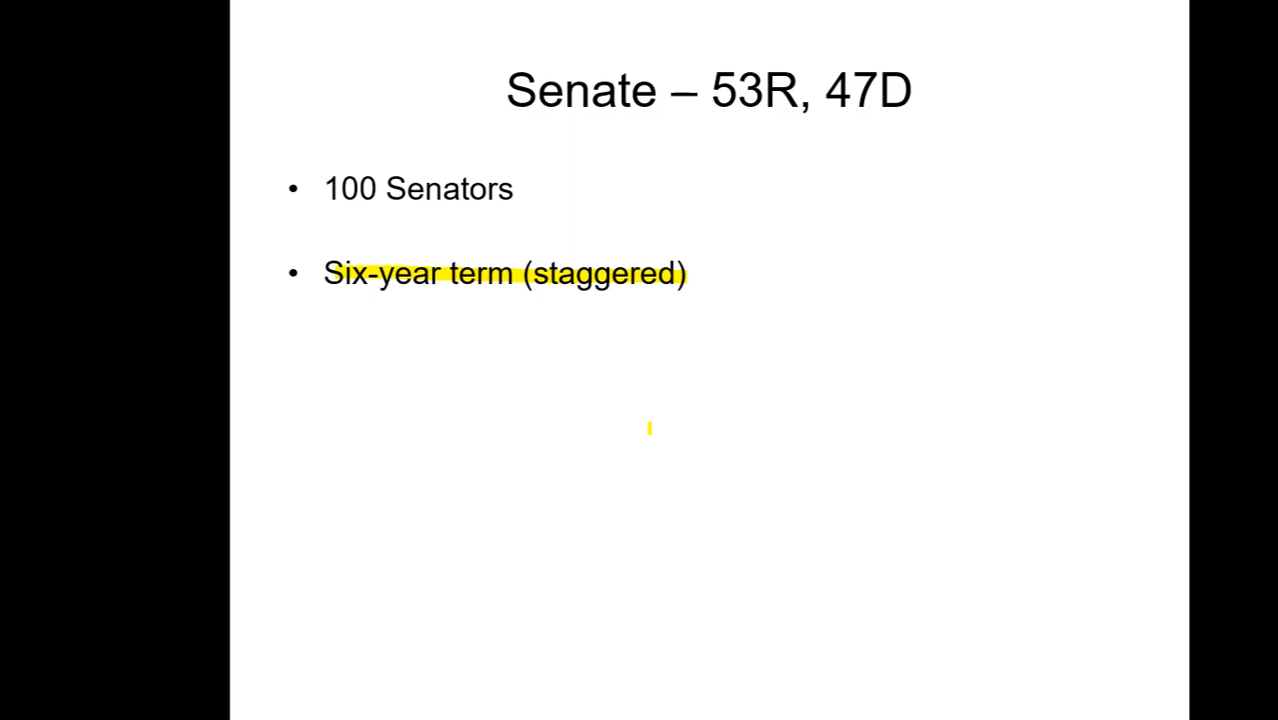 Senate – 53R, 47D
• 100 Senators
• Six-year term (staggered)